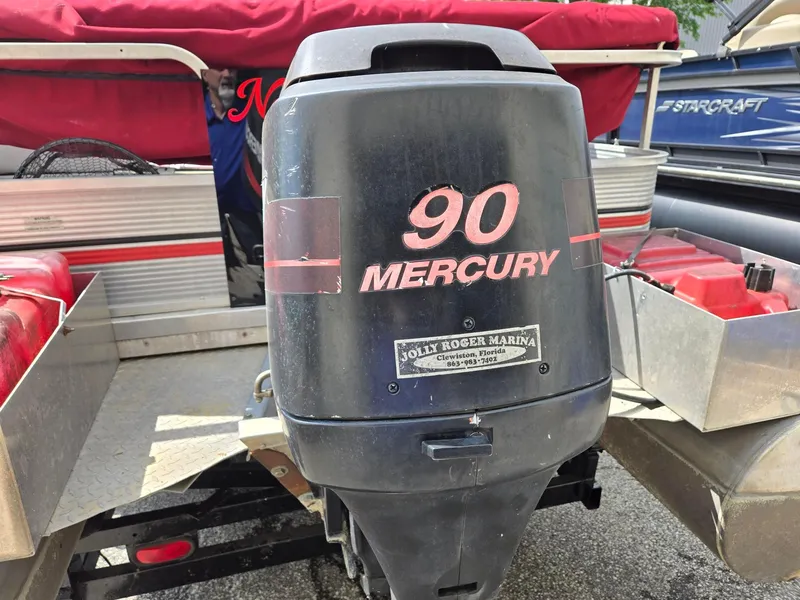 STARCRAFT
N
90
MERCURY
JOLLY ROGER MARINA
Clewiston, Florida
863-983-7402